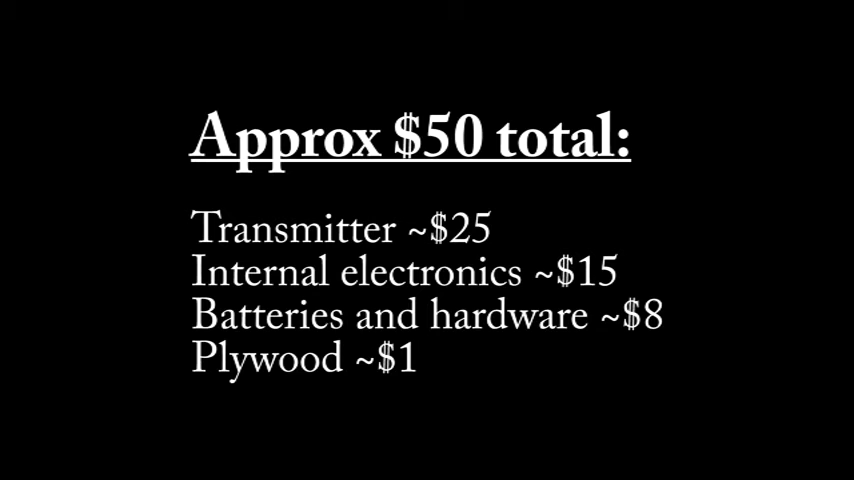 Approx $50 total:
Transmitter ~$25
Internal electronics ~$15
Batteries and hardware ~$8
Plywood ~$1